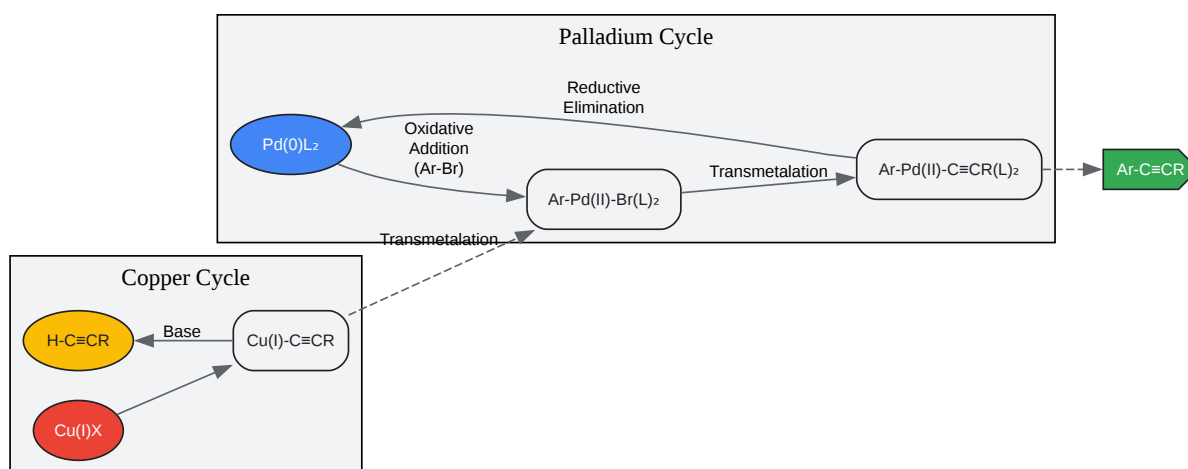 Palladium Cycle
Reductive
Elimination
Oxidative
Addition
(Ar-Br)
Pd(0)L₂
Transmetalation
Ar-Pd(II)-Br(L)₂
Ar-Pd(II)-C≡CR(L)₂
Ar-C≡CR
Transmetalation
Copper Cycle
H-C≡CR
Base
Cu(I)-C≡CR
Cu(I)X